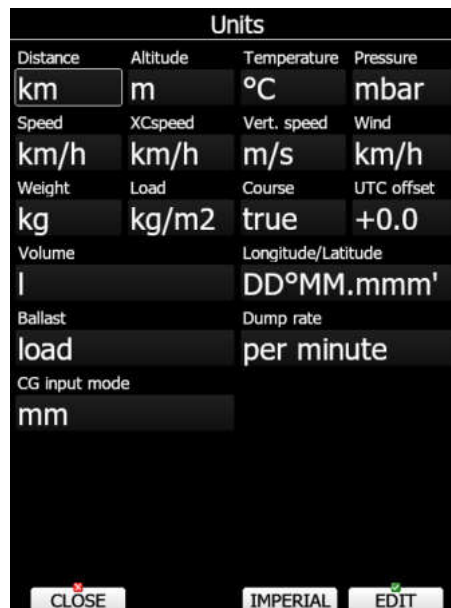 Units
Distance Altitude Temperature Pressure
km m °C mbar
Speed XCspeed Vert. speed Wind
km/h km/h m/s km/h
Weight Load Course UTC offset
kg kg/m2 true +0.0
Volume Longitude/Latitude
l DD°MM.mmm'
Ballast Dump rate
load per minute
CG input mode
mm
CLOSE IMPERIAL EDIT